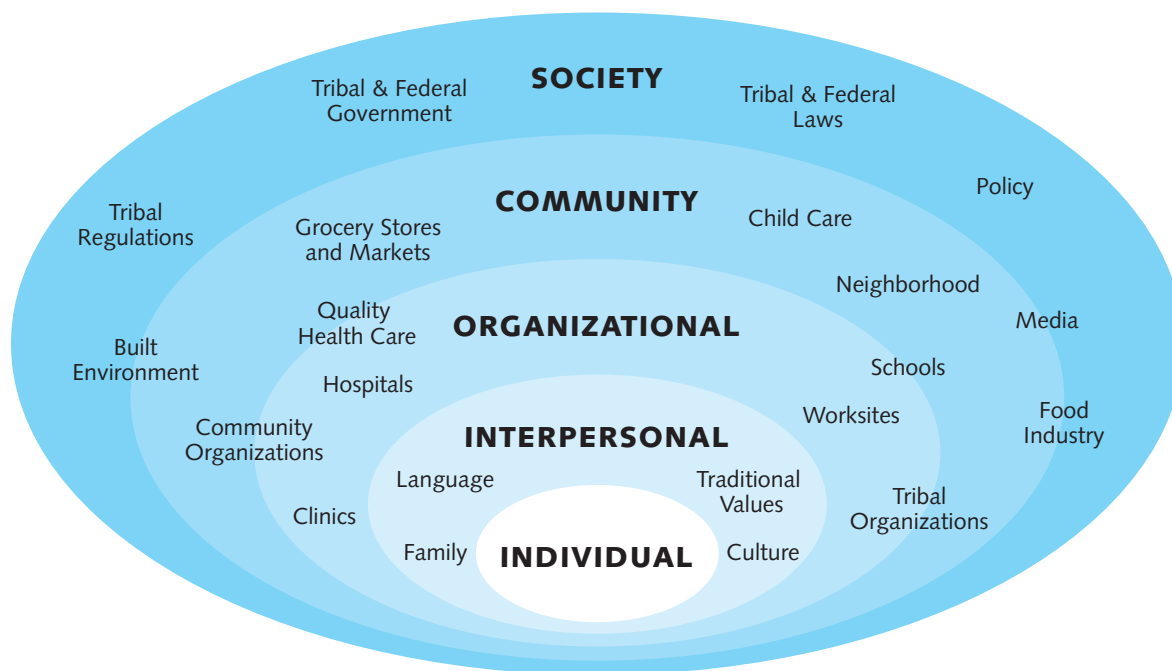 SOCIETY
Tribal & Federal
Government
Tribal & Federal
Laws
Policy
Tribal
Regulations
Media
Built
Environment
Food
Industry
COMMUNITY
Child Care
Grocery Stores
and Markets
Neighborhood
Quality
Health Care
Community
Organizations
ORGANIZATIONAL
Schools
Hospitals
Worksites
Clinics
Tribal
Organizations
INTERPERSONAL
Language
Traditional
Values
Family
Culture
INDIVIDUAL